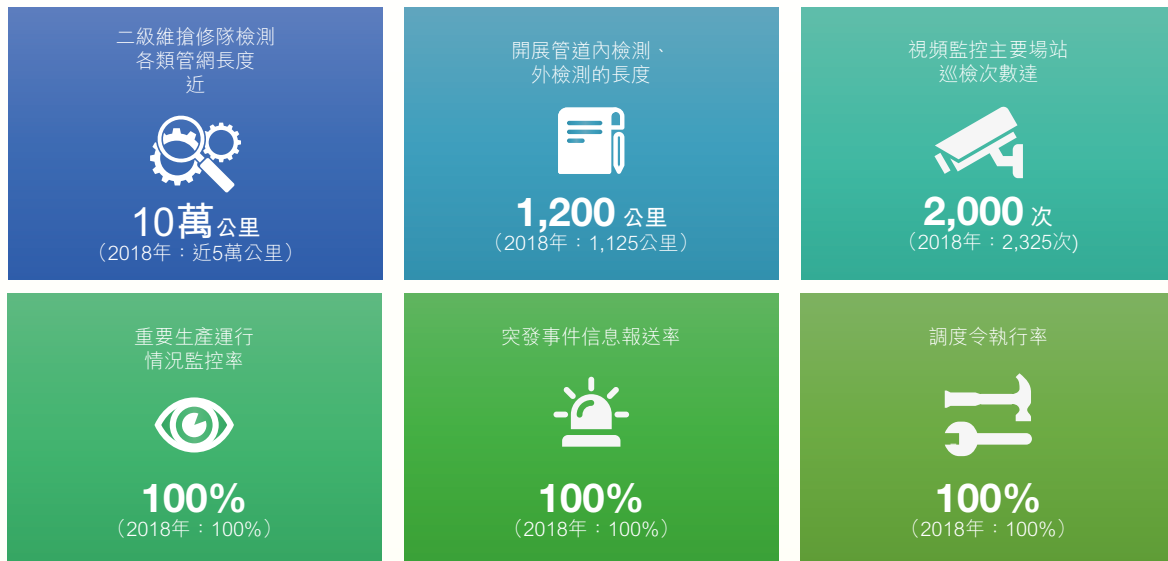 二級維搶修隊檢測
各類管網長度
近
10萬公里
（2018年：近5萬公里）
開展管道內檢測、
外檢測的長度
1,200 公里
（2018年：1,125公里）
視頻監控主要場站
巡檢次數達
2,000 次
（2018年：2,325次)
重要生產運行
情況監控率
100%
（2018年：100%）
突發事件信息報送率
100%
（2018年：100%）
調度令執行率
100%
（2018年：100%）